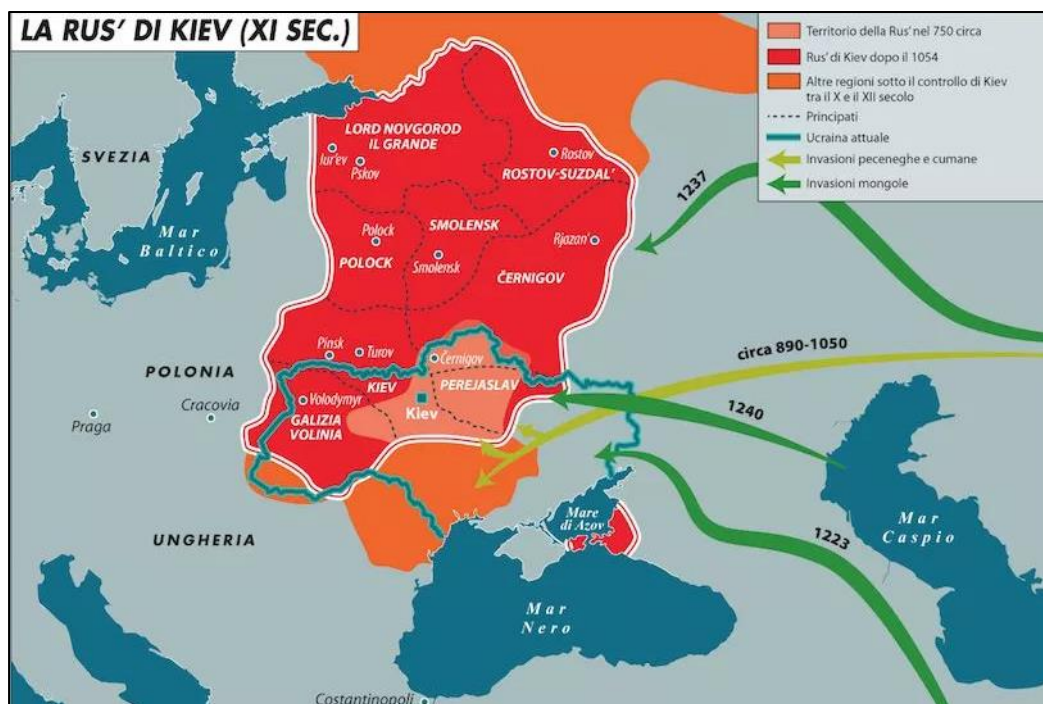 LA RUS' DI KIEV (XI SEC.)
Territorio della Rus' nel 750 circa
Rus' di Kiev dopo il 1054
Altre regioni sotto il controllo di Kiev
tra il X e il XII secolo
Principati
Ucraina attuale
Invasioni peceneghe e cumane
Invasioni mongole
SVEZIA
Mar
Baltico
LORD NOVGOROD
IL GRANDE
Iur'ev
Pskov
Rostov
ROSTOV-SUZDAL'
1237
SMOLENSK
Polock
POLOCK
Smolensk
Rjazan'
ČERNIGOV
Pinsk
Turov
Černigov
circa 890-1050
POLONIA
KIEV
PEREJASLAV
Praga
Cracovia
Volodymyr
Kiev
GALIZIA
VOLINIA
1240
UNGHERIA
Mare
di Azov
1223
Mar
Caspio
Mar
Nero
Costantinopoli